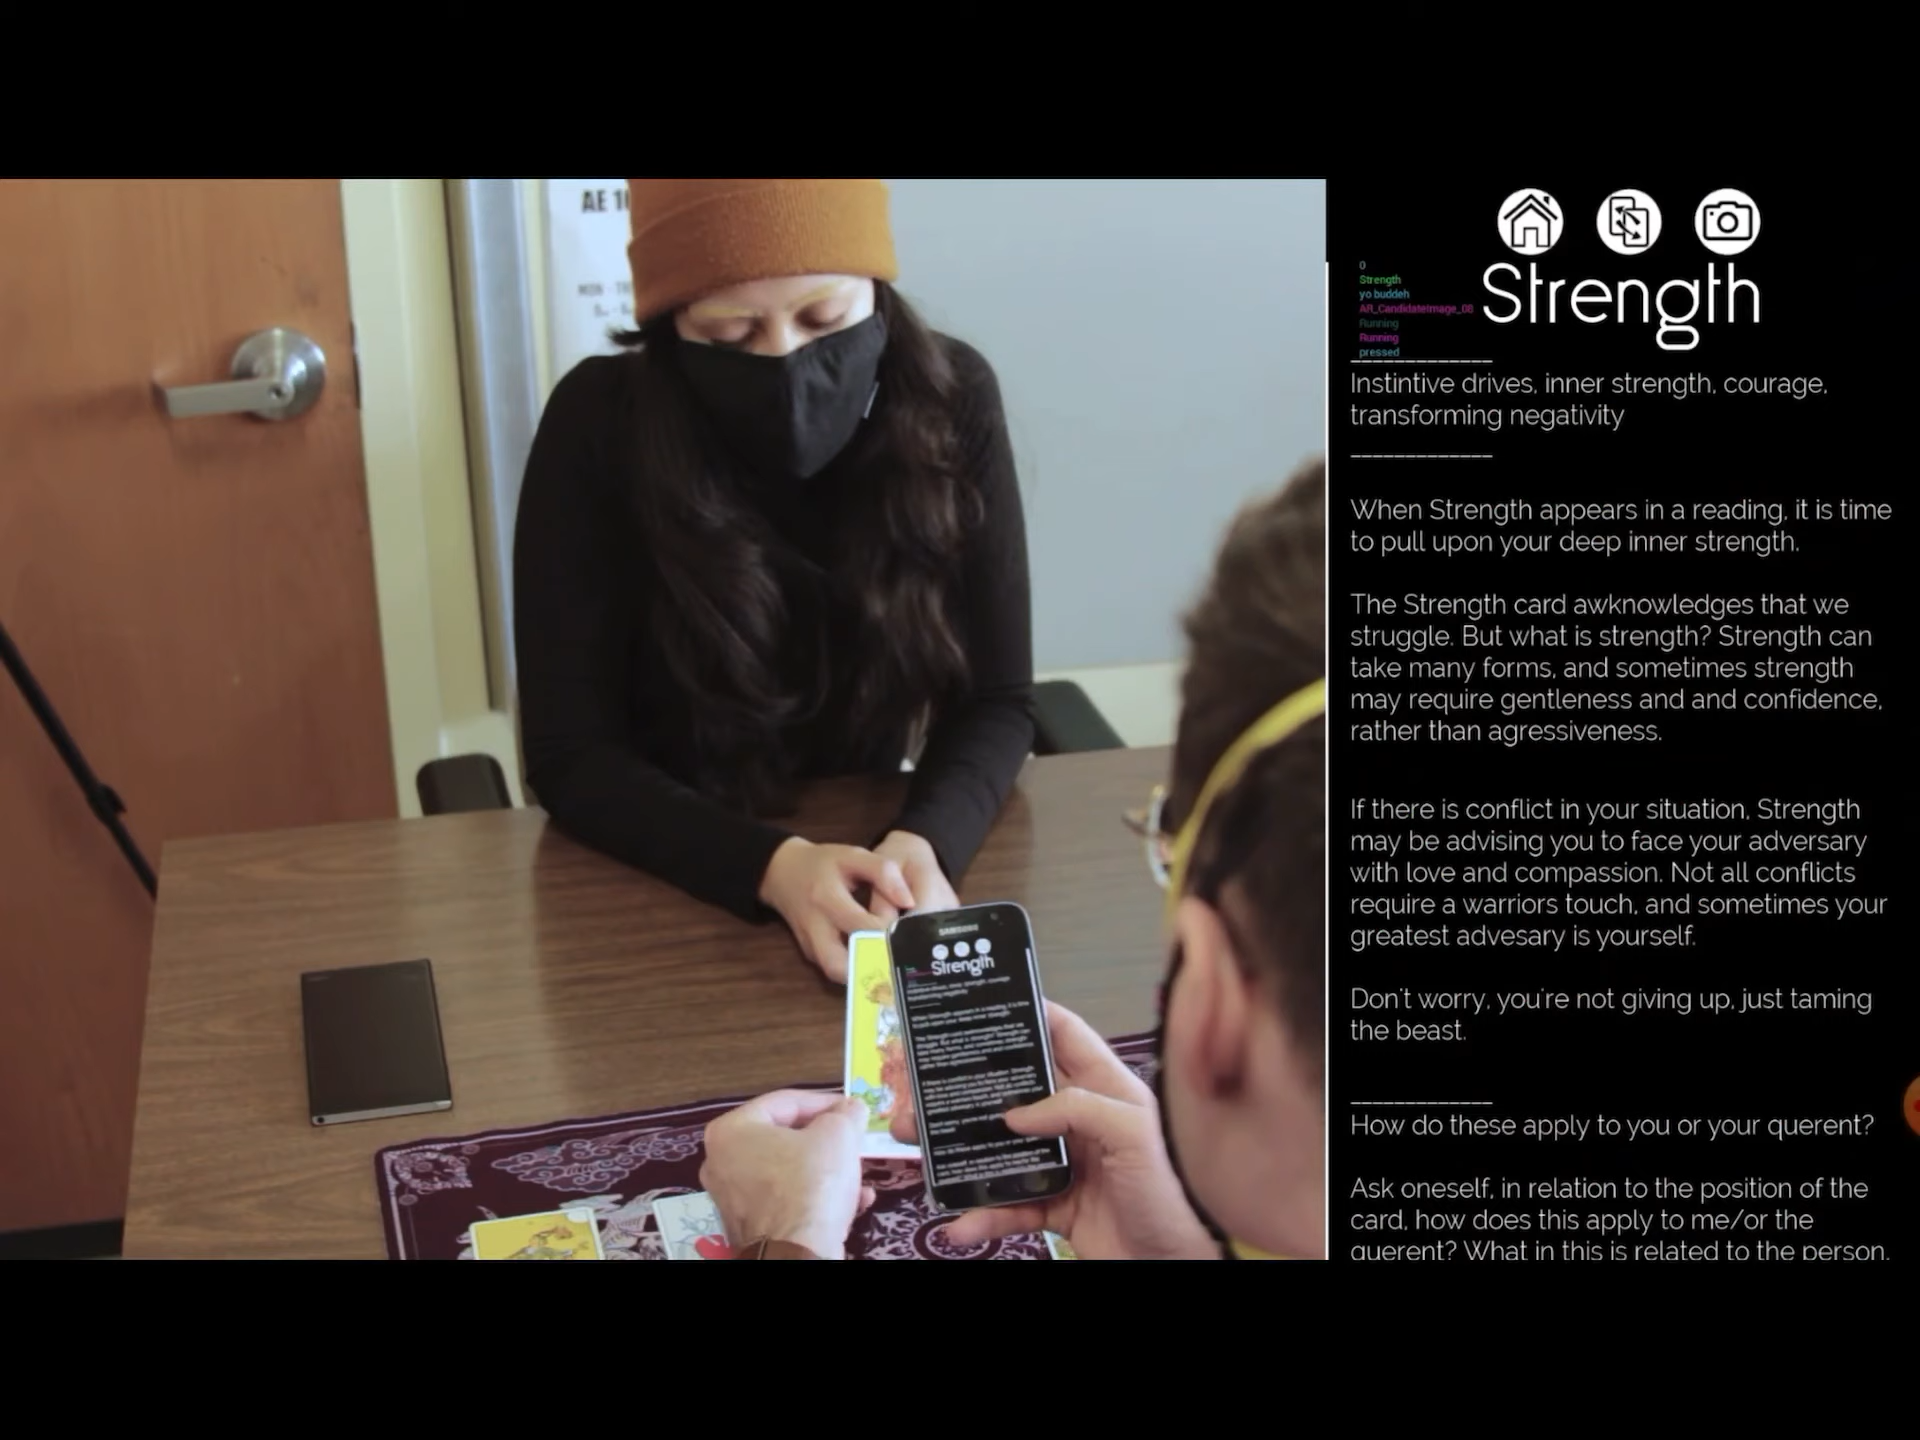 AE 1
MON - T
SAMSUNG
Strength
0
Strength
yo buddeh
AR_CandidateImage_08
Running
Running
pressed
Strength
_____________
Instintive drives, inner strength, courage,
transforming negativity
_____________
When Strength appears in a reading, it is time
to pull upon your deep inner strength.
The Strength card awknowledges that we
struggle. But what is strength? Strength can
take many forms, and sometimes strength
may require gentleness and and confidence,
rather than agressiveness.
If there is conflict in your situation, Strength
may be advising you to face your adversary
with love and compassion. Not all conflicts
require a warriors touch, and sometimes your
greatest advesary is yourself.
Don't worry, you're not giving up, just taming
the beast.
_____________
How do these apply to you or your querent?
Ask oneself, in relation to the position of the
card, how does this apply to me/or the
querent? What in this is related to the person,